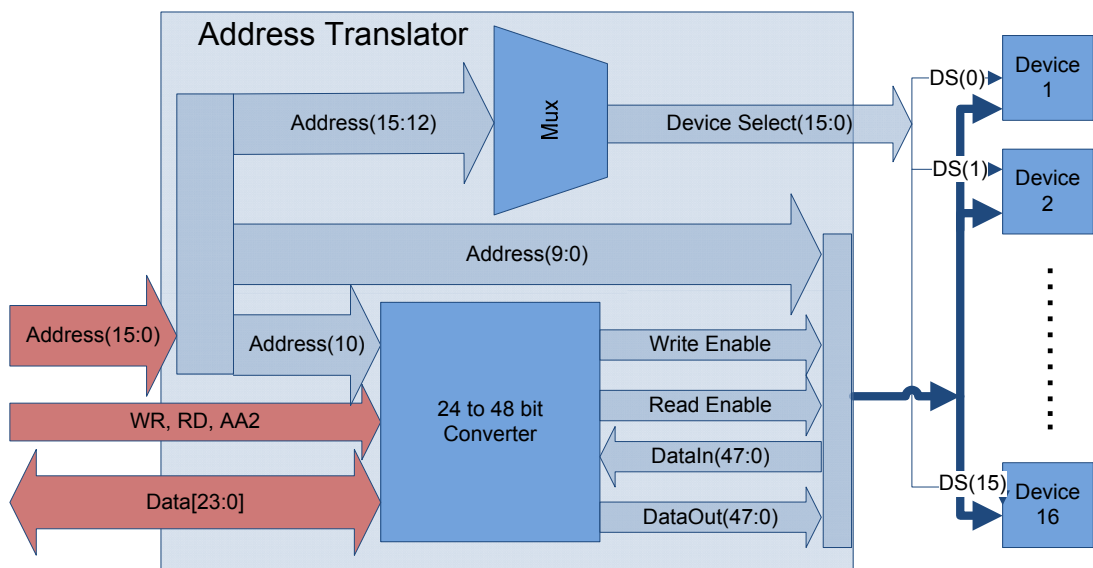 Address Translator
Address(15:12)
Mux
Device Select(15:0)
DS(0)
Device
1
DS(1)
Device
2
Address(9:0)
Address(15:0)
Address(10)
Write Enable
WR, RD, AA2
24 to 48 bit
Converter
Read Enable
DataIn(47:0)
Data[23:0]
DataOut(47:0)
DS(15)
Device
16